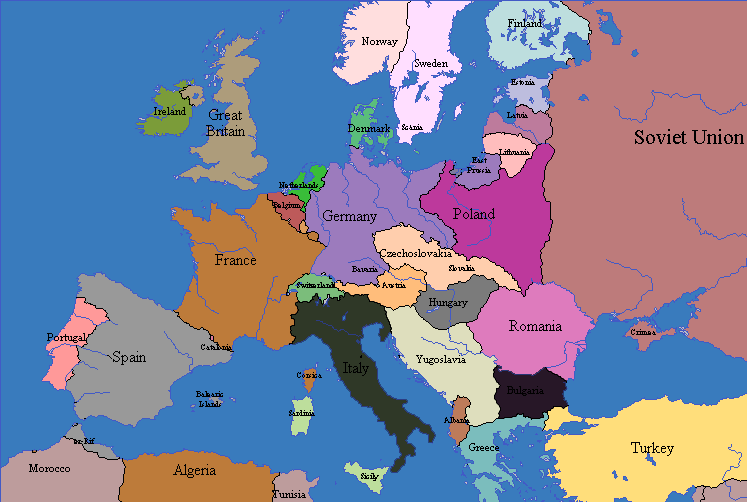 Finland
Norway
Sweden
Estonia
Ireland
Great
Britain
Latvia
Denmark
Scania
Soviet Union
Lithuania
East
Prussia
Netherlands
Belgium
Germany
Poland
France
Czechoslovakia
Bavaria
Slovakia
Switzerland
Austria
Hungary
Romania
Crimea
Portugal
Spain
Catalonia
Italy
Yugoslavia
Corsica
Bulgaria
Balearic
Islands
Sardinia
Albania
er-Rif
Greece
Turkey
Morocco
Algeria
Sicily
Tunisia